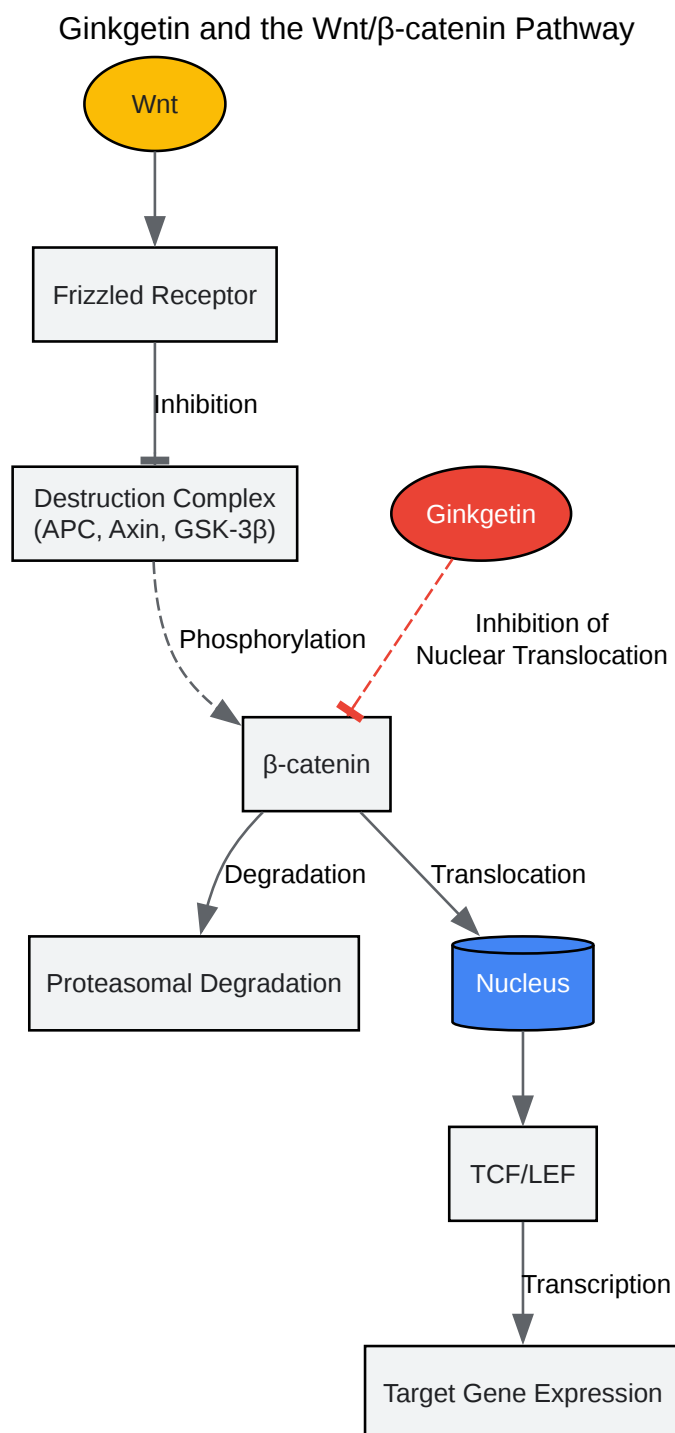 Ginkgetin and the Wnt/β-catenin Pathway
Wnt
Frizzled Receptor
Inhibition
Destruction Complex
(APC, Axin, GSK-3β)
Ginkgetin
Phosphorylation
Inhibition of
Nuclear Translocation
β-catenin
Degradation
Translocation
Proteasomal Degradation
Nucleus
TCF/LEF
Transcription
Target Gene Expression